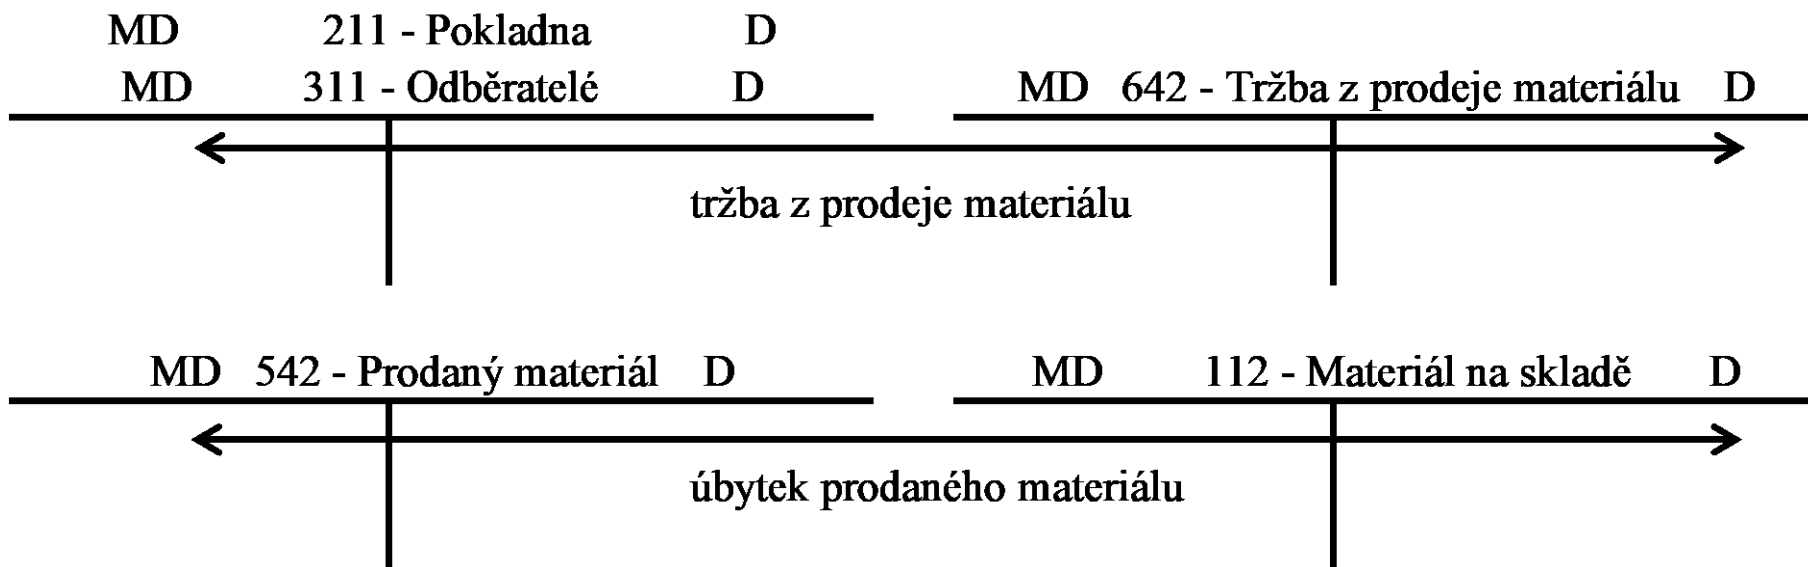 MD 211 - Pokladna D
MD 311 - Odběratelé D MD 642 - Tržba z prodeje materiálu D
tržba z prodeje materiálu
MD 542 - Prodaný materiál D MD 112 - Materiál na skladě D
úbytek prodaného materiálu